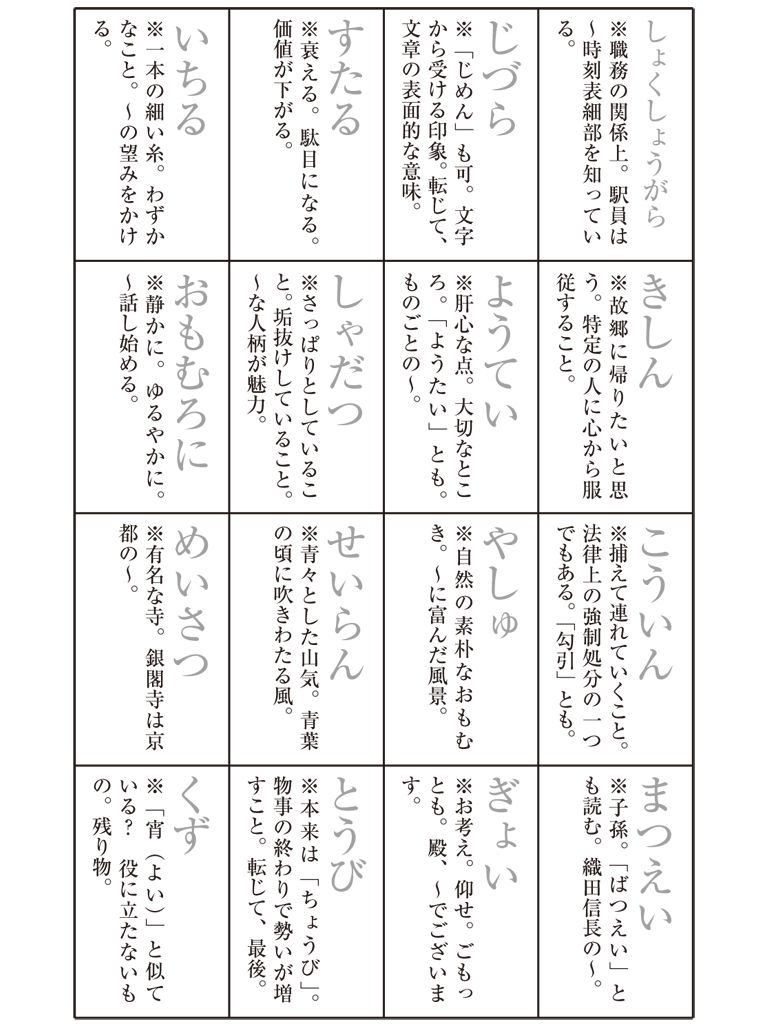 しょくしょうがら
※職務の関係上。駅員は
～時刻表細部を知ってい
る。
じづら
※「じめん」も可。文字
から受ける印象。転じて、
文章の表面的な意味。
すたる
※衰える。駄目になる。
価値が下がる。
いちる
※一本の細い糸。わずか
なこと。～の望みをかけ
る。
きしん
※故郷に帰りたいと思
う。特定の人に心から服
従すること。
ようてい
※肝心な点。大切なとこ
ろ。「ようたい」とも。
ものごとの～。
しゃだつ
※さっぱりとしているこ
と。垢抜けしていること。
～な人柄が魅力。
おもむろに
※静かに。ゆるやかに。
～話し始める。
こういん
※捕えて連れていくこと。
法律上の強制処分の一つ
でもある。「勾引」とも。
やしゅ
※自然の素朴なおもむ
き。～に富んだ風景。
せいらん
※青々とした山気。青葉
の頃に吹きわたる風。
めいさつ
※有名な寺。銀閣寺は京
都の～。
まつえい
※子孫。「ばつえい」と
も読む。織田信長の～。
ぎょい
※お考え。仰せ。ごもっ
とも。殿、～でございま
す。
とうび
※本来は「ちょうび」。
物事の終わりで勢いが増
すこと。転じて、最後。
くず
※「宵（よい）」と似て
いる？　役に立たないも
の。残り物。